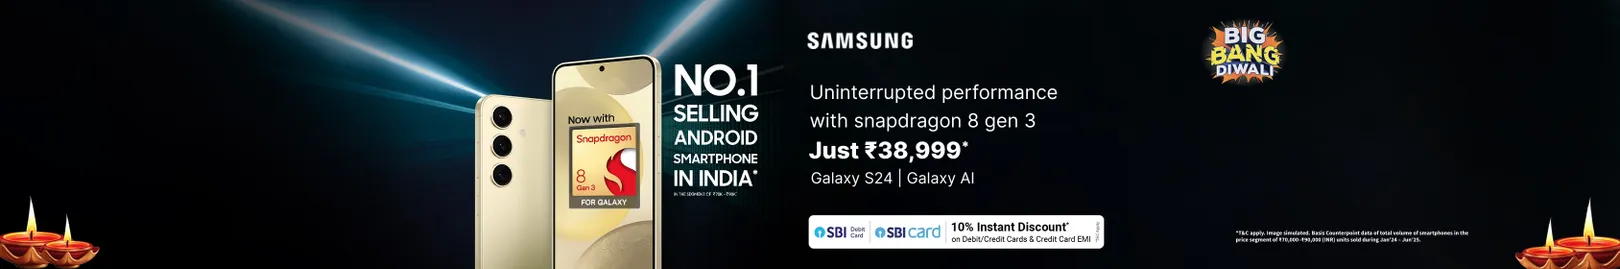 Now with
Snapdragon
8
Gen 3
FOR GALAXY
NO.1
SELLING
ANDROID
SMARTPHONE
IN INDIA*
SAMSUNG
Uninterrupted performance
with snapdragon 8 gen 3
Just ₹38,999*
Galaxy S24 | Galaxy AI
SBI Debit Card
SBI card
10% Instant Discount*
on Debit/Credit Cards & Credit Card EMI
BIG
BANG
DIWALI
*T&C apply. Image simulated. Basis Counterpoint data of total volume of smartphones in the
price segment of ₹70,000-₹90,000 (INR) units sold during Jan'24 - Jun'25.